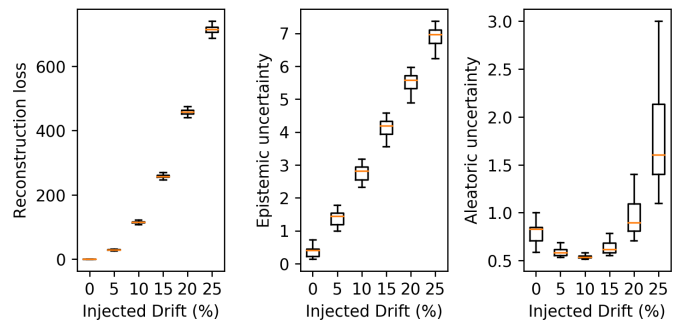 Reconstruction loss
600
400
200
0
0 5 10 15 20 25
Injected Drift (%)
Epistemic uncertainty
7
6
5
4
3
2
1
0
0 5 10 15 20 25
Injected Drift (%)
Aleatoric uncertainty
3.0
2.5
2.0
1.5
1.0
0.5
0 5 10 15 20 25
Injected Drift (%)